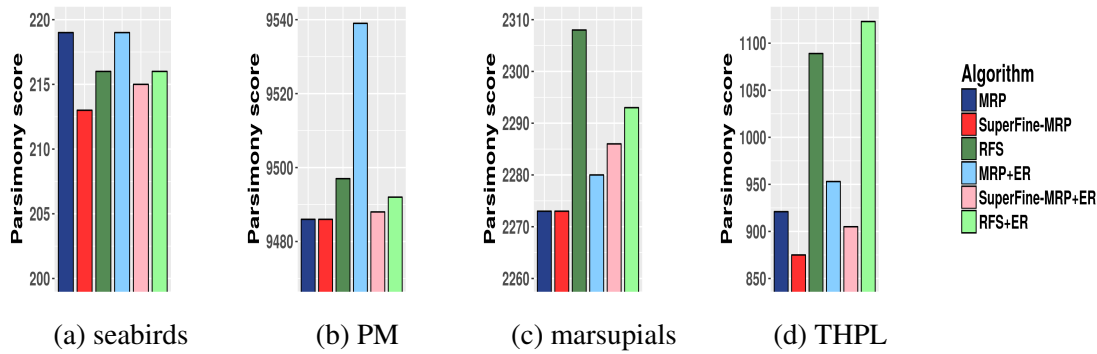 Parsimony score
220
215
210
205
200
(a) seabirds
Parsimony score
9540
9520
9500
9480
(b) PM
Parsimony score
2310
2300
2290
2280
2270
2260
(c) marsupials
Parsimony score
1100
1050
1000
950
900
850
(d) THPL
Algorithm
MRP
SuperFine-MRP
RFS
MRP+ER
SuperFine-MRP+ER
RFS+ER